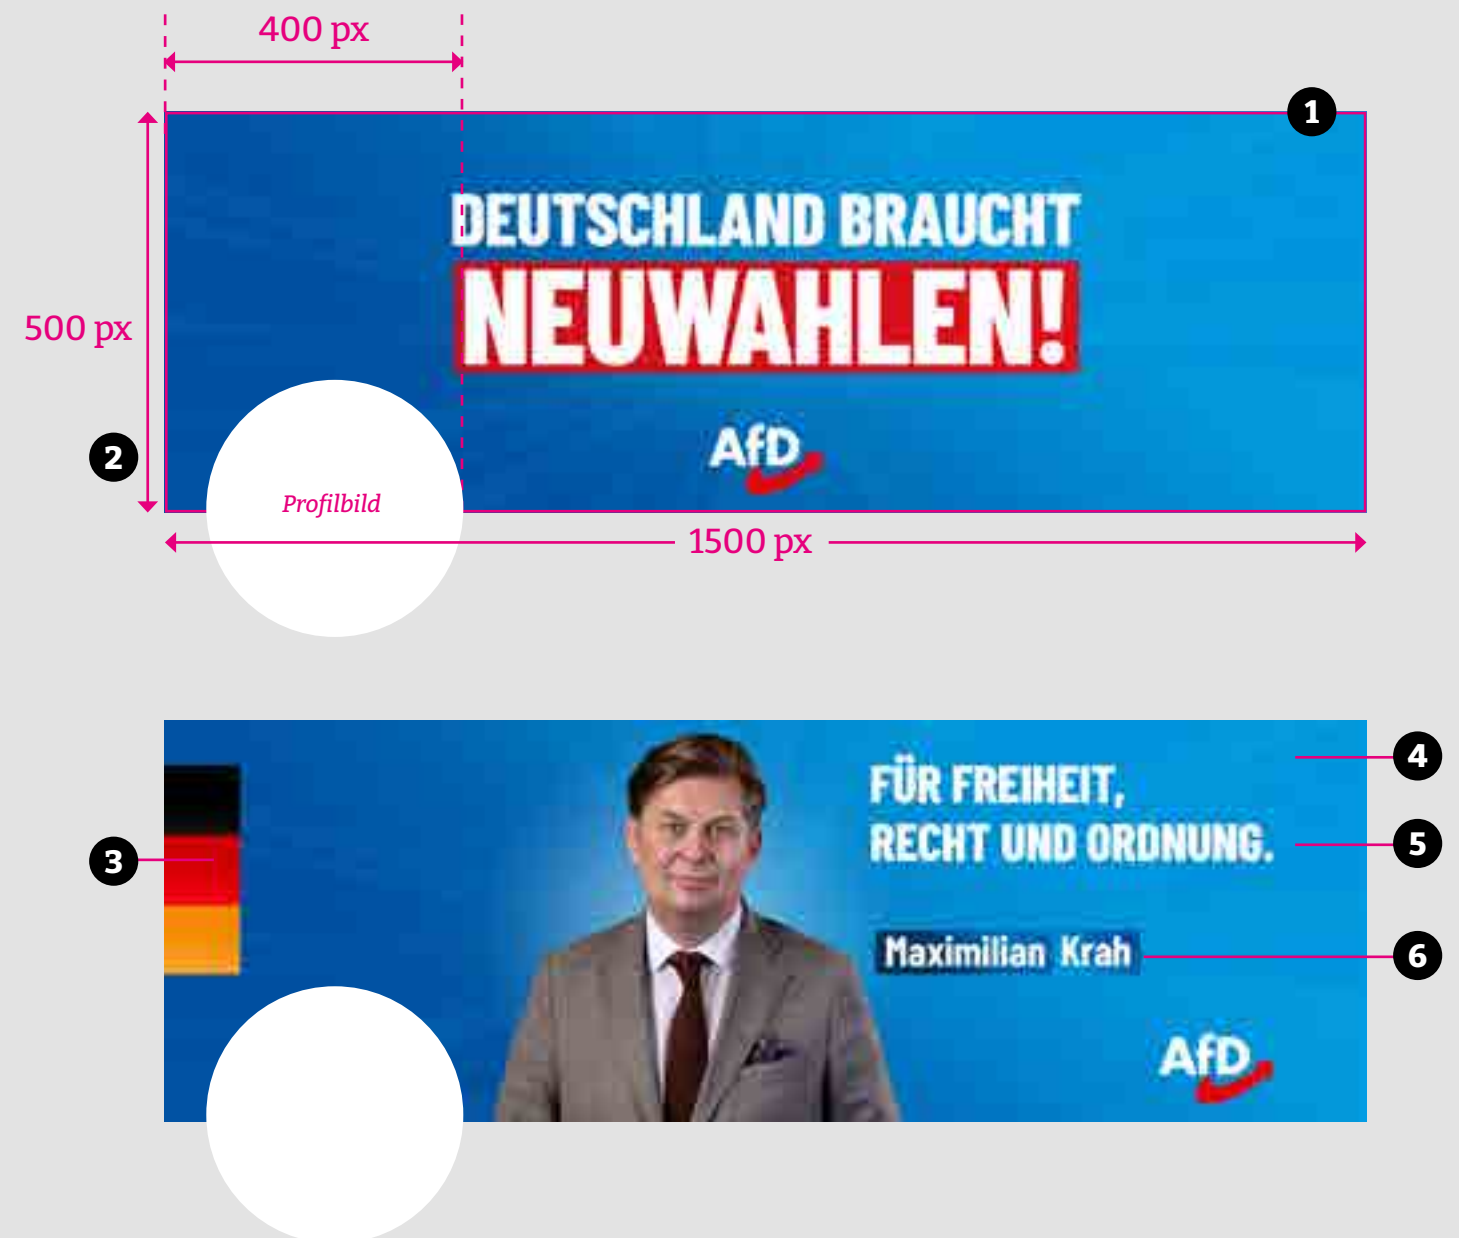 400 px
1
DEUTSCHLAND BRAUCHT
NEUWAHLEN!
500 px
AfD
2
Profilbild
1500 px
FÜR FREIHEIT,
4
RECHT UND ORDNUNG.
5
3
Maximilian Krah
6
AfD